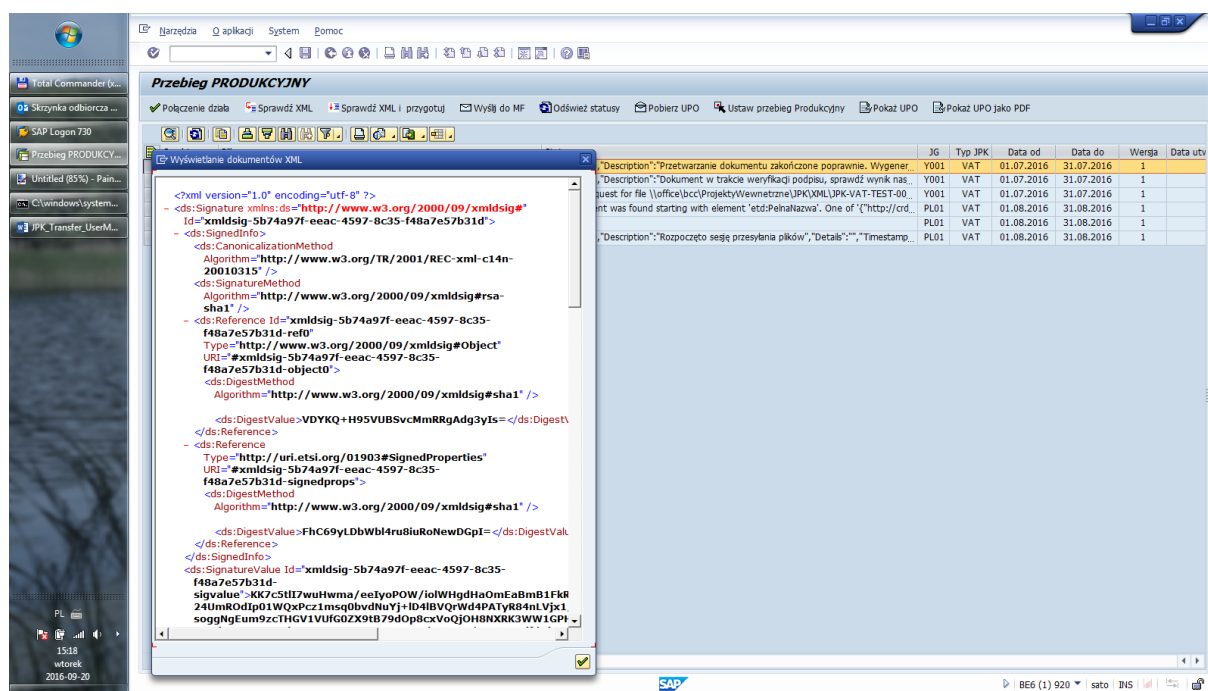 Narzędzia O aplikacji System Pomoc
Przebieg PRODUKCYJNY
Połączenie działa Sprawdź XML Sprawdź XML i przygotuj Wyślij do MF Odśwież statusy Pobierz UPO Ustaw przebieg Produkcyjny Pokaż UPO Pokaż UPO jako PDF
Total Commander (x...
Skrzynka odbiorcza ...
SAP Logon 730
Przebieg PRODUKCY...
Untitled (85%) - Pain...
C:\windows\system...
JPK_Transfer_UserM...
PL
15:18
wtorek
2016-09-20
JG Typ JPK Data od Data do Wersja Data utw
,"Description":"Przetwarzanie dokumentu zakończone poprawnie. Wygener Y001 VAT 01.07.2016 31.07.2016 1
,"Description":"Dokument w trakcie weryfikacji podpisu, sprawdź wynik nas Y001 VAT 01.07.2016 31.07.2016 1
quest for file \\office\bcc\ProjektyWewnetrzne\JPK\XML\JPK-VAT-TEST-00 Y001 VAT 01.07.2016 31.07.2016 1
ent was found starting with element 'etd:PelnaNazwa'. One of '{"http://crd PL01 VAT 01.08.2016 31.08.2016 1
PL01 VAT 01.08.2016 31.08.2016 1
,"Description":"Rozpoczęto sesję przesyłania plików","Details":"","Timestamp PL01 VAT 01.08.2016 31.08.2016 1
Wyświetlanie dokumentów XML
<?xml version="1.0" encoding="utf-8" ?>
- <ds:Signature xmlns:ds="http://www.w3.org/2000/09/xmldsig#"
Id="xmldsig-5b74a97f-eeac-4597-8c35-f48a7e57b31d">
- <ds:SignedInfo>
<ds:CanonicalizationMethod
Algorithm="http://www.w3.org/TR/2001/REC-xml-c14n-
20010315" />
<ds:SignatureMethod
Algorithm="http://www.w3.org/2000/09/xmldsig#rsa-
sha1" />
- <ds:Reference Id="xmldsig-5b74a97f-eeac-4597-8c35-
f48a7e57b31d-ref0"
Type="http://www.w3.org/2000/09/xmldsig#Object"
URI="#xmldsig-5b74a97f-eeac-4597-8c35-
f48a7e57b31d-object0">
<ds:DigestMethod
Algorithm="http://www.w3.org/2000/09/xmldsig#sha1" />
<ds:DigestValue>VDYKQ+H95VUBSvcMmRRgAdg3yIs=</ds:Digest\
</ds:Reference>
- <ds:Reference
Type="http://uri.etsi.org/01903#SignedProperties"
URI="#xmldsig-5b74a97f-eeac-4597-8c35-
f48a7e57b31d-signedprops">
<ds:DigestMethod
Algorithm="http://www.w3.org/2000/09/xmldsig#sha1" />
<ds:DigestValue>FhC69yLDbWbl4ru8iuRoNewDGpI=</ds:DigestValu
</ds:Reference>
</ds:SignedInfo>
<ds:SignatureValue Id="xmldsig-5b74a97f-eeac-4597-8c35-
f48a7e57b31d-
sigvalue">KK7c5tlI7wuHwma/eeIyoPOW/iolWHgdHaOmEaBmB1FkR
24UmROdIp01WQxPcz1msq0bvdNuYj+lD4lBVQrWd4PATyR84nLVjx1
soggNgEum9zcTHGV1VUfG0ZX9tB79dOp8cxVoQjOH8NXRK3WW1GPH
SAP
BE6 (1) 920 sato INS